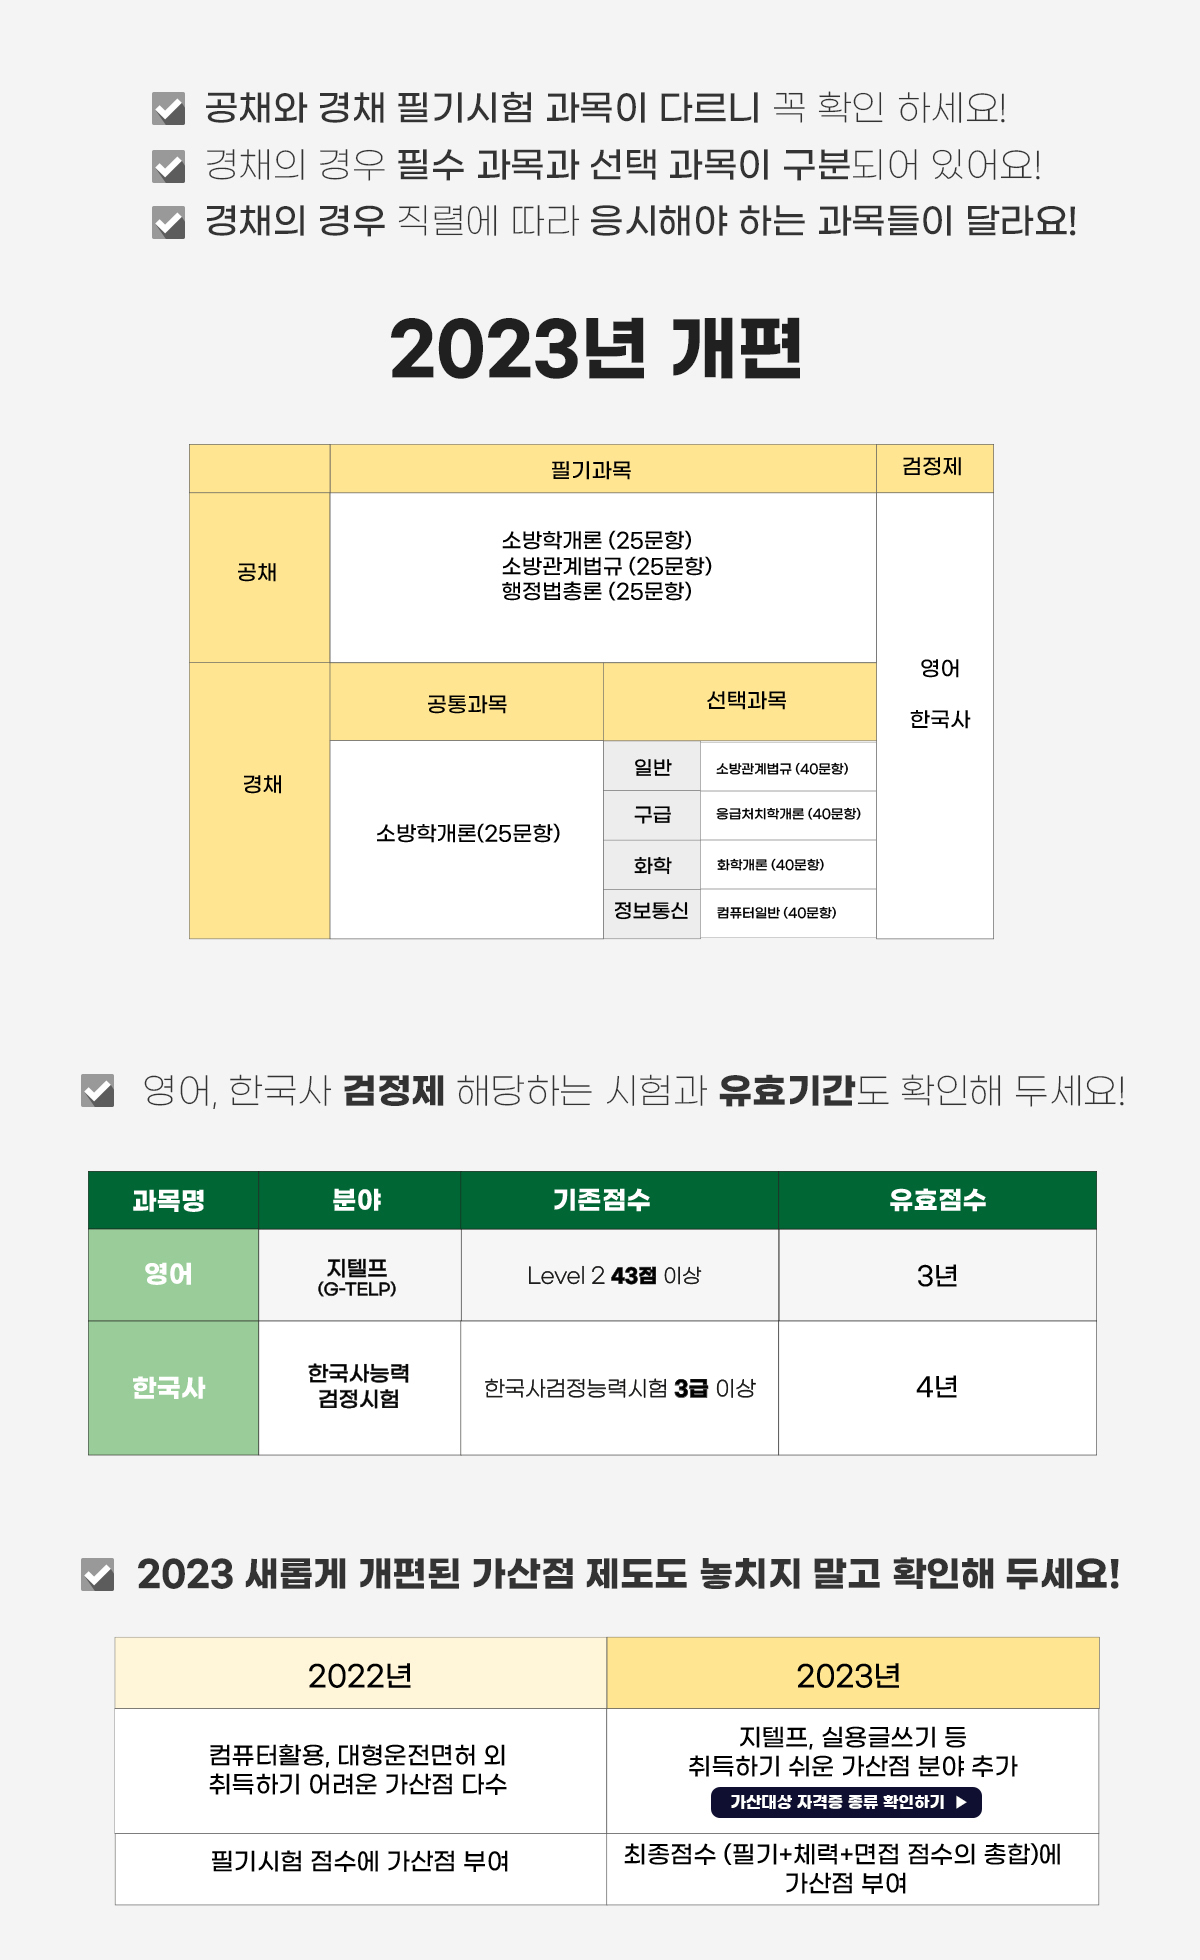 공채와 경채 필기시험 과목이 다르니 꼭 확인 하세요!
경채의 경우 필수 과목과 선택 과목이 구분되어 있어요!
경채의 경우 직렬에 따라 응시해야 하는 과목들이 달라요!
2023년 개편
필기과목 검정제
공채
소방학개론 (25문항)
소방관계법규 (25문항)
행정법총론 (25문항)
영어
한국사
경채
공통과목 선택과목
소방학개론(25문항)
일반 소방관계법규 (40문항)
구급 응급처치학개론 (40문항)
화학 화학개론 (40문항)
정보통신 컴퓨터일반 (40문항)
영어, 한국사 검정제 해당하는 시험과 유효기간도 확인해 두세요!
과목명 분야 기존점수 유효점수
영어
지텔프
(G-TELP)
Level 2 43점 이상
3년
한국사
한국사능력
검정시험
한국사검정능력시험 3급 이상
4년
2023 새롭게 개편된 가산점 제도도 놓치지 말고 확인해 두세요!
2022년 2023년
컴퓨터활용, 대형운전면허 외
취득하기 어려운 가산점 다수
지텔프, 실용글쓰기 등
취득하기 쉬운 가산점 분야 추가
가산대상 자격증 종류 확인하기 ▶
필기시험 점수에 가산점 부여
최종점수 (필기+체력+면접 점수의 총합)에
가산점 부여